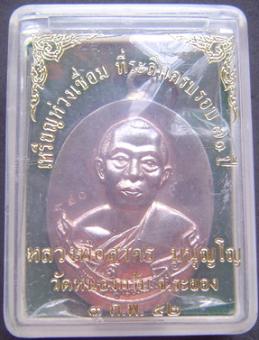 เหรียญห่วงเชื่อม ที่ระลึกครบรอบ ๗๑ ปี
หลวงพ่อสาคร มนุญโญ
วัดหนองกรับ จ.ระยอง
๑ ก.พ. ๕๒